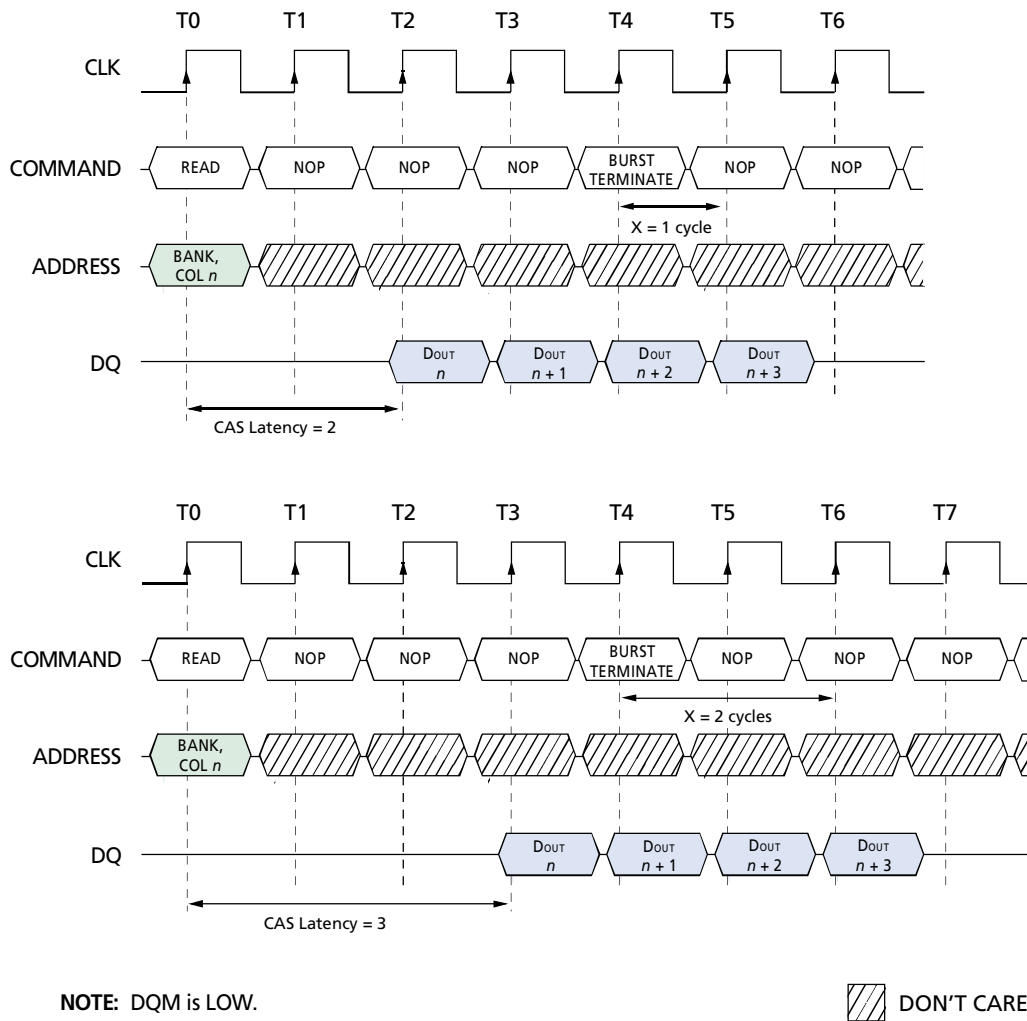 T0 T1 T2 T3 T4 T5 T6
CLK
COMMAND READ NOP NOP NOP BURST TERMINATE NOP NOP
X = 1 cycle
ADDRESS BANK, COL n
DQ DOUT n DOUT n + 1 DOUT n + 2 DOUT n + 3
CAS Latency = 2
T0 T1 T2 T3 T4 T5 T6 T7
CLK
COMMAND READ NOP NOP NOP BURST TERMINATE NOP NOP NOP
X = 2 cycles
ADDRESS BANK, COL n
DQ DOUT n DOUT n + 1 DOUT n + 2 DOUT n + 3
CAS Latency = 3
NOTE: DQM is LOW.
DON'T CARE